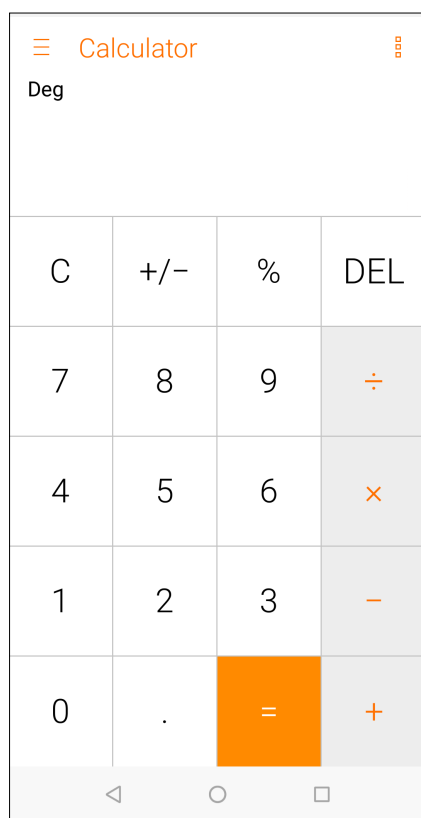 Calculator
Deg
C +/− % DEL
7 8 9 ÷
4 5 6 ×
1 2 3 −
0 . = +